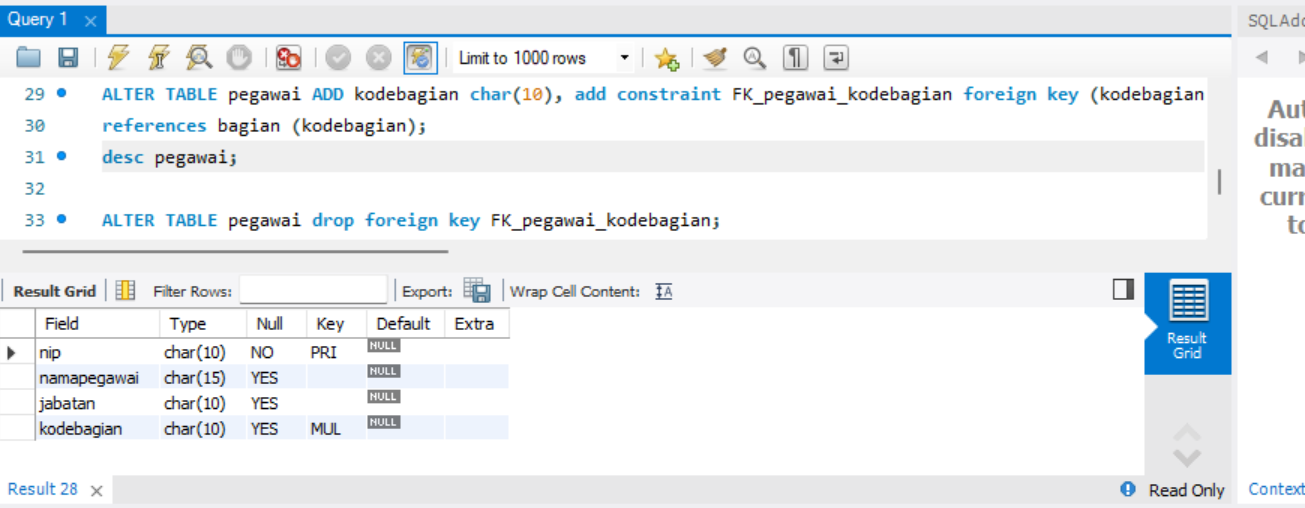 Query 1
SQLAdd
Limit to 1000 rows
29 ALTER TABLE pegawai ADD kodebagian char(10), add constraint FK_pegawai_kodebagian foreign key (kodebagian
30 references bagian (kodebagian);
31 desc pegawai;
32
33 ALTER TABLE pegawai drop foreign key FK_pegawai_kodebagian;
Aut
disal
ma
curr
to
Result Grid Filter Rows: Export: Wrap Cell Content: IA
Field Type Null Key Default Extra
nip char(10) NO PRI NULL
namapegawai char(15) YES NULL
jabatan char(10) YES NULL
kodebagian char(10) YES MUL NULL
Result
Grid
Result 28
Read Only
Context